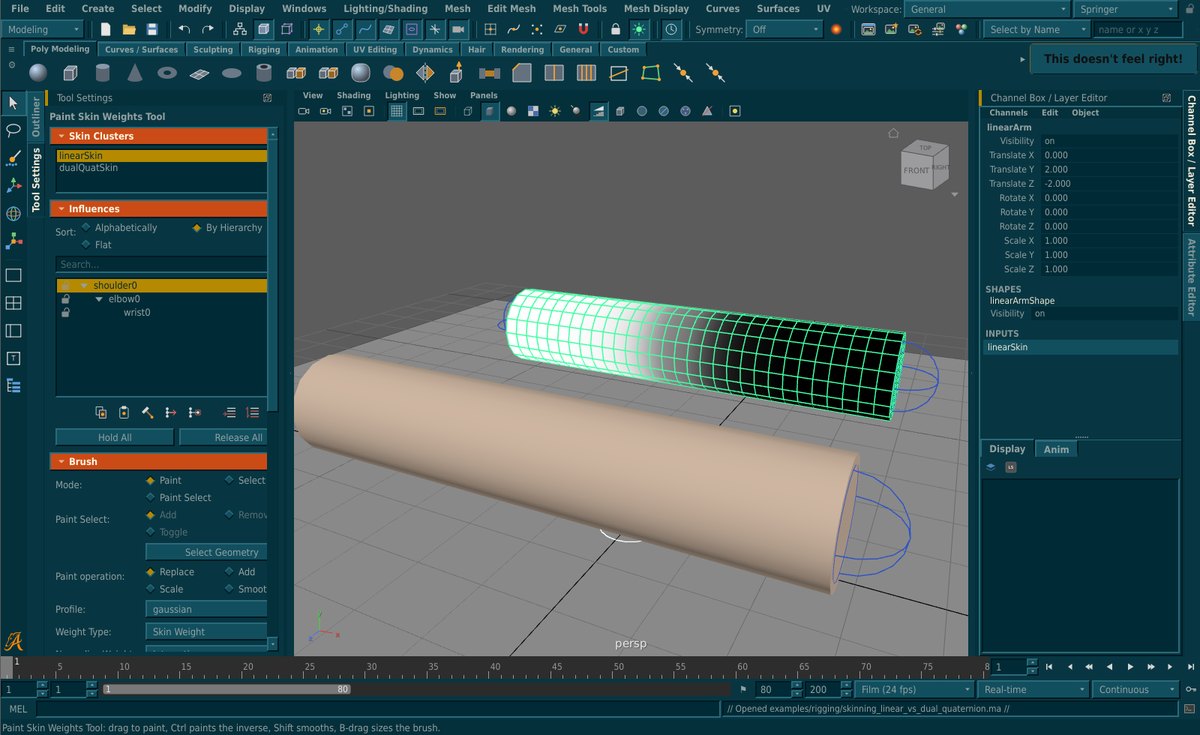 File Edit Create Select Modify Display Windows Lighting/Shading Mesh Edit Mesh Mesh Tools Mesh Display Curves Surfaces UV Workspace: General Springer
Modeling Symmetry: Off Select by Name name or x y z
Poly Modeling Curves / Surfaces Sculpting Rigging Animation UV Editing Dynamics Hair Rendering General Custom
This doesn't feel right!
Outliner
Tool Settings
Tool Settings
Paint Skin Weights Tool
Skin Clusters
linearSkin
dualQuatSkin
Influences
Sort: Alphabetically By Hierarchy
Flat
Search...
shoulder0
elbow0
wrist0
Hold All Release All
Brush
Mode: Paint Select
Paint Select
Paint Select: Add Remov
Toggle
Select Geometry
Paint operation: Replace Add
Scale Smoot
Profile: gaussian
Weight Type: Skin Weight
View Shading Lighting Show Panels
TOP
FRONT RIGHT
y
z x
persp
Channel Box / Layer Editor
Channels Edit Object
linearArm
Visibility on
Translate X 0.000
Translate Y 2.000
Translate Z -2.000
Rotate X 0.000
Rotate Y 0.000
Rotate Z 0.000
Scale X 1.000
Scale Y 1.000
Scale Z 1.000
SHAPES
linearArmShape
Visibility on
INPUTS
linearSkin
Display Anim
LS
Channel Box / Layer Editor
Attribute Editor
1 5 10 15 20 25 30 35 40 45 50 55 60 65 70 75 8 1
1 1 1 80 80 200 Film (24 fps) Real-time Continuous
MEL // Opened examples/rigging/skinning_linear_vs_dual_quaternion.ma //
Paint Skin Weights Tool: drag to paint, Ctrl paints the inverse, Shift smooths, B-drag sizes the brush.